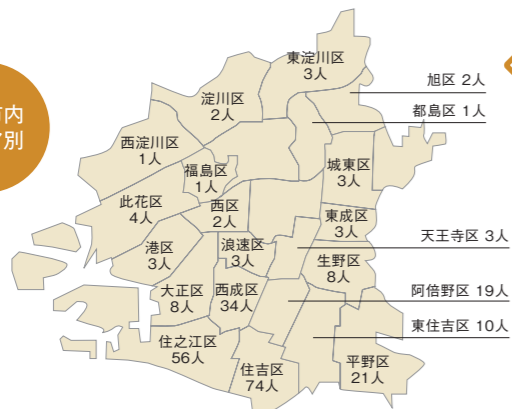 市内
別
東淀川区
3人
旭区 2人
淀川区
2人
都島区 1人
西淀川区
1人
城東区
3人
福島区
1人
此花区
4人
西区
2人
東成区
3人
天王寺区 3人
港区
3人
浪速区
3人
生野区
8人
大正区
8人
西成区
34人
阿倍野区 19人
東住吉区 10人
住之江区
56人
住吉区
74人
平野区
21人